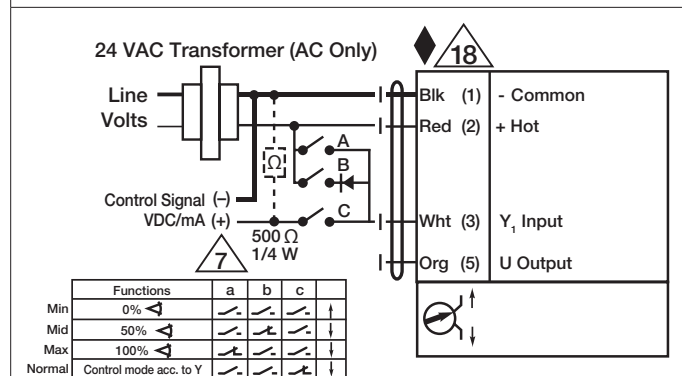 24 VAC Transformer (AC Only)
18
Line
Volts
Blk (1) - Common
Red (2) + Hot
A
Ω
B
Control Signal (–)
VDC/mA (+)
C
Wht (3) Y1 Input
500 Ω
1/4 W
7
Org (5) U Output
Functions a b c
Min 0%
Mid 50%
Max 100%
Normal Control mode acc. to Y